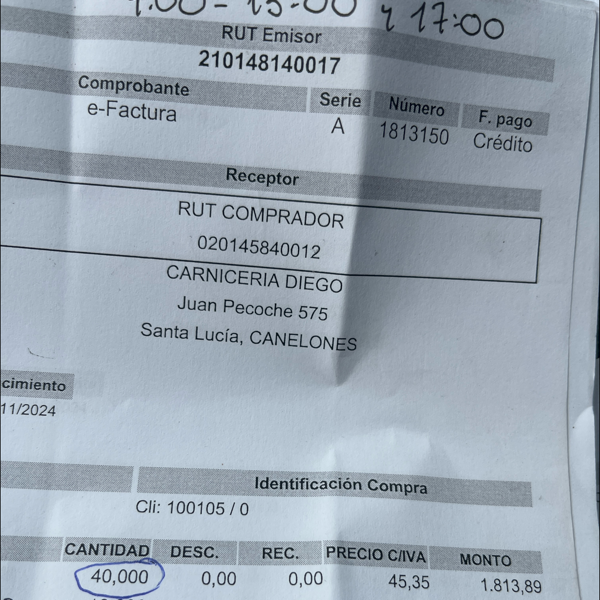 15:00 y 17:00
RUT Emisor
210148140017
Comprobante Serie Número F. pago
e-Factura A 1813150 Crédito
Receptor
RUT COMPRADOR
020145840012
CARNICERIA DIEGO
Juan Pecoche 575
Santa Lucía, CANELONES
cimiento
11/2024
Identificación Compra
Cli: 100105 / 0
CANTIDAD DESC. REC. PRECIO C/IVA MONTO
40,000 0,00 0,00 45,35 1.813,89